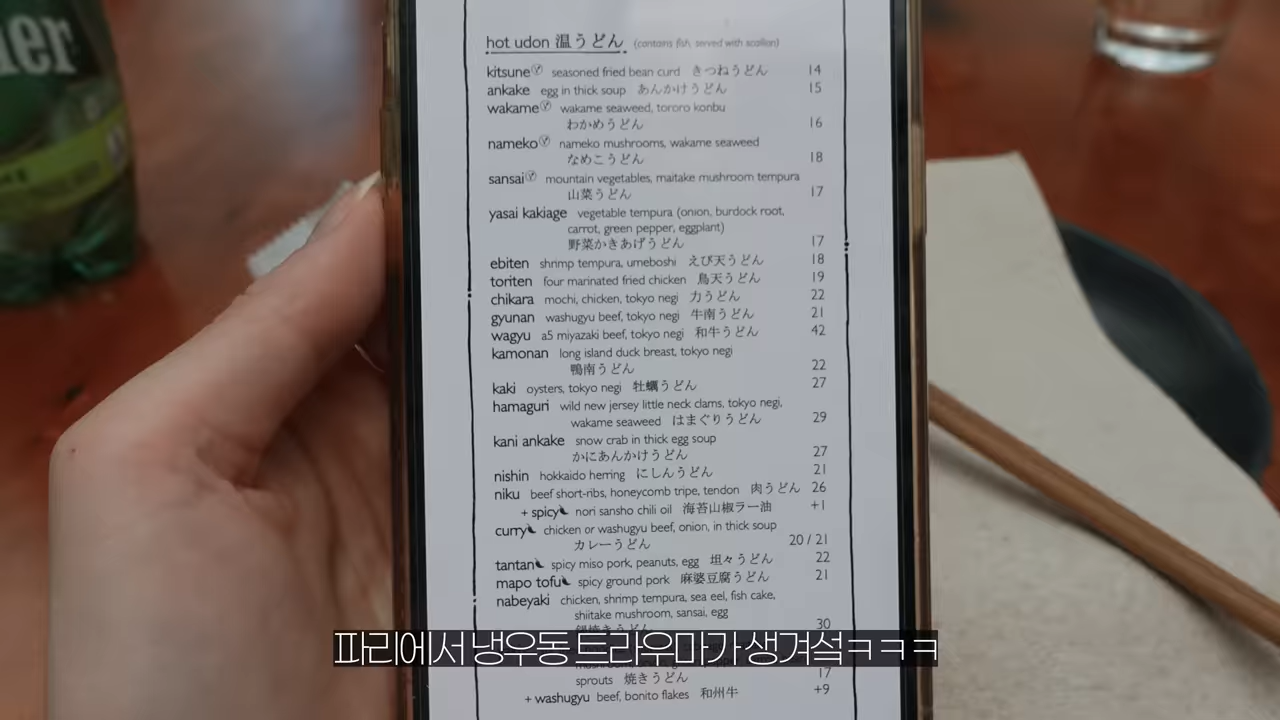 ier
hot udon 温うどん (contains fish, served with scallion)
kitsuneⓥ seasoned fried bean curd きつねうどん 14
ankake egg in thick soup あんかけうどん 15
wakameⓥ wakame seaweed, tororo konbu
わかめうどん 16
namekoⓥ nameko mushrooms, wakame seaweed
なめこうどん 18
sansaiⓥ mountain vegetables, maitake mushroom tempura
山菜うどん 17
yasai kakiage vegetable tempura (onion, burdock root,
carrot, green pepper, eggplant)
野菜かきあげうどん 17
ebiten shrimp tempura, umeboshi えび天うどん 18
toriten four marinated fried chicken 鳥天うどん 19
chikara mochi, chicken, tokyo negi 力うどん 22
gyunan washugyu beef, tokyo negi 牛南うどん 21
wagyu a5 miyazaki beef, tokyo negi 和牛うどん 42
kamonan long island duck breast, tokyo negi
鴨南うどん 22
kaki oysters, tokyo negi 牡蠣うどん 27
hamaguri wild new jersey little neck clams, tokyo negi,
wakame seaweed はまぐりうどん 29
kani ankake snow crab in thick egg soup
かにあんかけうどん 27
nishin hokkaido herring にしんうどん 21
niku beef short-ribs, honeycomb tripe, tendon 肉うどん 26
+ spicy nori sansho chili oil 海苔山椒ラー油 +1
curry chicken or washugyu beef, onion, in thick soup
カレーうどん 20 / 21
tantan spicy miso pork, peanuts, egg 坦々うどん 22
mapo tofu spicy ground pork 麻婆豆腐うどん 21
nabeyaki chicken, shrimp tempura, sea eel, fish cake,
shiitake mushroom, sansai, egg
30
파리에서 냉우동 트라우마가 생겨섴ㅋㅋㅋ
sprouts 焼きうどん 17
+ washugyu beef, bonito flakes 和州牛 +9